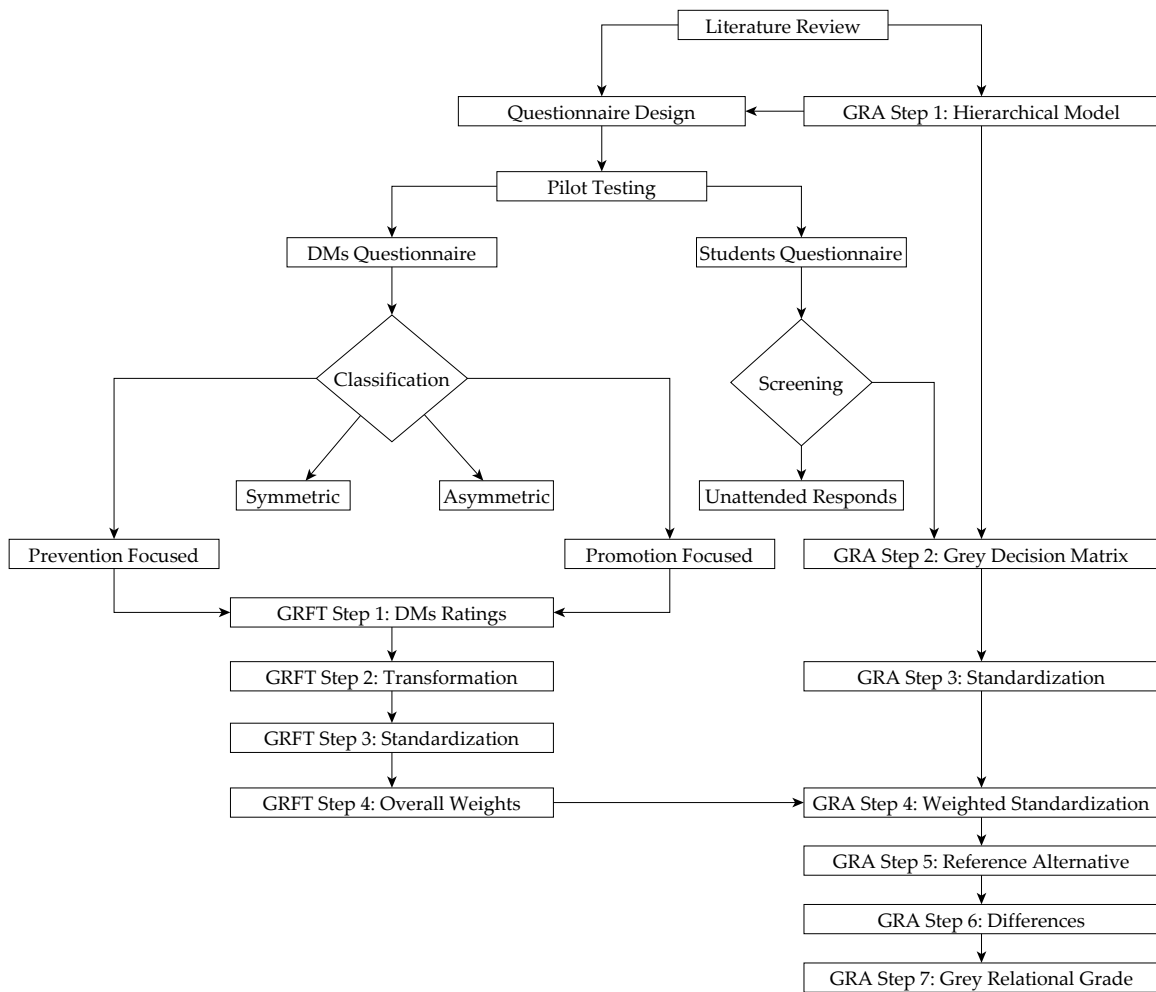 Literature Review
Questionnaire Design
GRA Step 1: Hierarchical Model
Pilot Testing
DMs Questionnaire
Students Questionnaire
Classification
Screening
Symmetric
Asymmetric
Unattended Responds
Prevention Focused
Promotion Focused
GRA Step 2: Grey Decision Matrix
GRFT Step 1: DMs Ratings
GRFT Step 2: Transformation
GRA Step 3: Standardization
GRFT Step 3: Standardization
GRFT Step 4: Overall Weights
GRA Step 4: Weighted Standardization
GRA Step 5: Reference Alternative
GRA Step 6: Differences
GRA Step 7: Grey Relational Grade